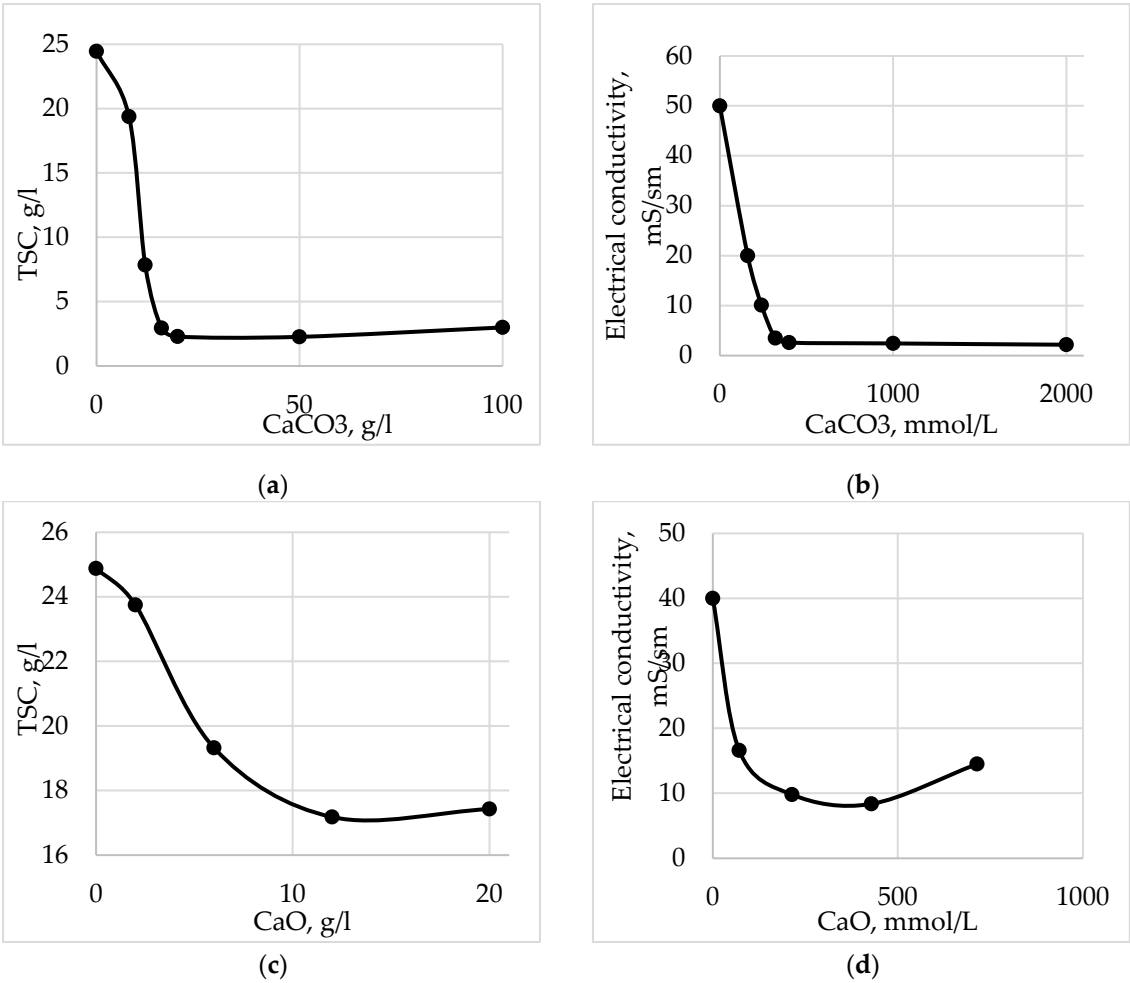 25
20
15
10
5
0
TSC, g/l
0
50
100
CaCO3, g/l
(a)
60
50
40
30
20
10
0
Electrical conductivity,
mS/sm
0
1000
2000
CaCO3, mmol/L
(b)
26
24
22
20
18
16
TSC, g/l
0
10
20
CaO, g/l
(c)
50
40
30
20
10
0
Electrical conductivity,
mS/sm
0
500
1000
CaO, mmol/L
(d)